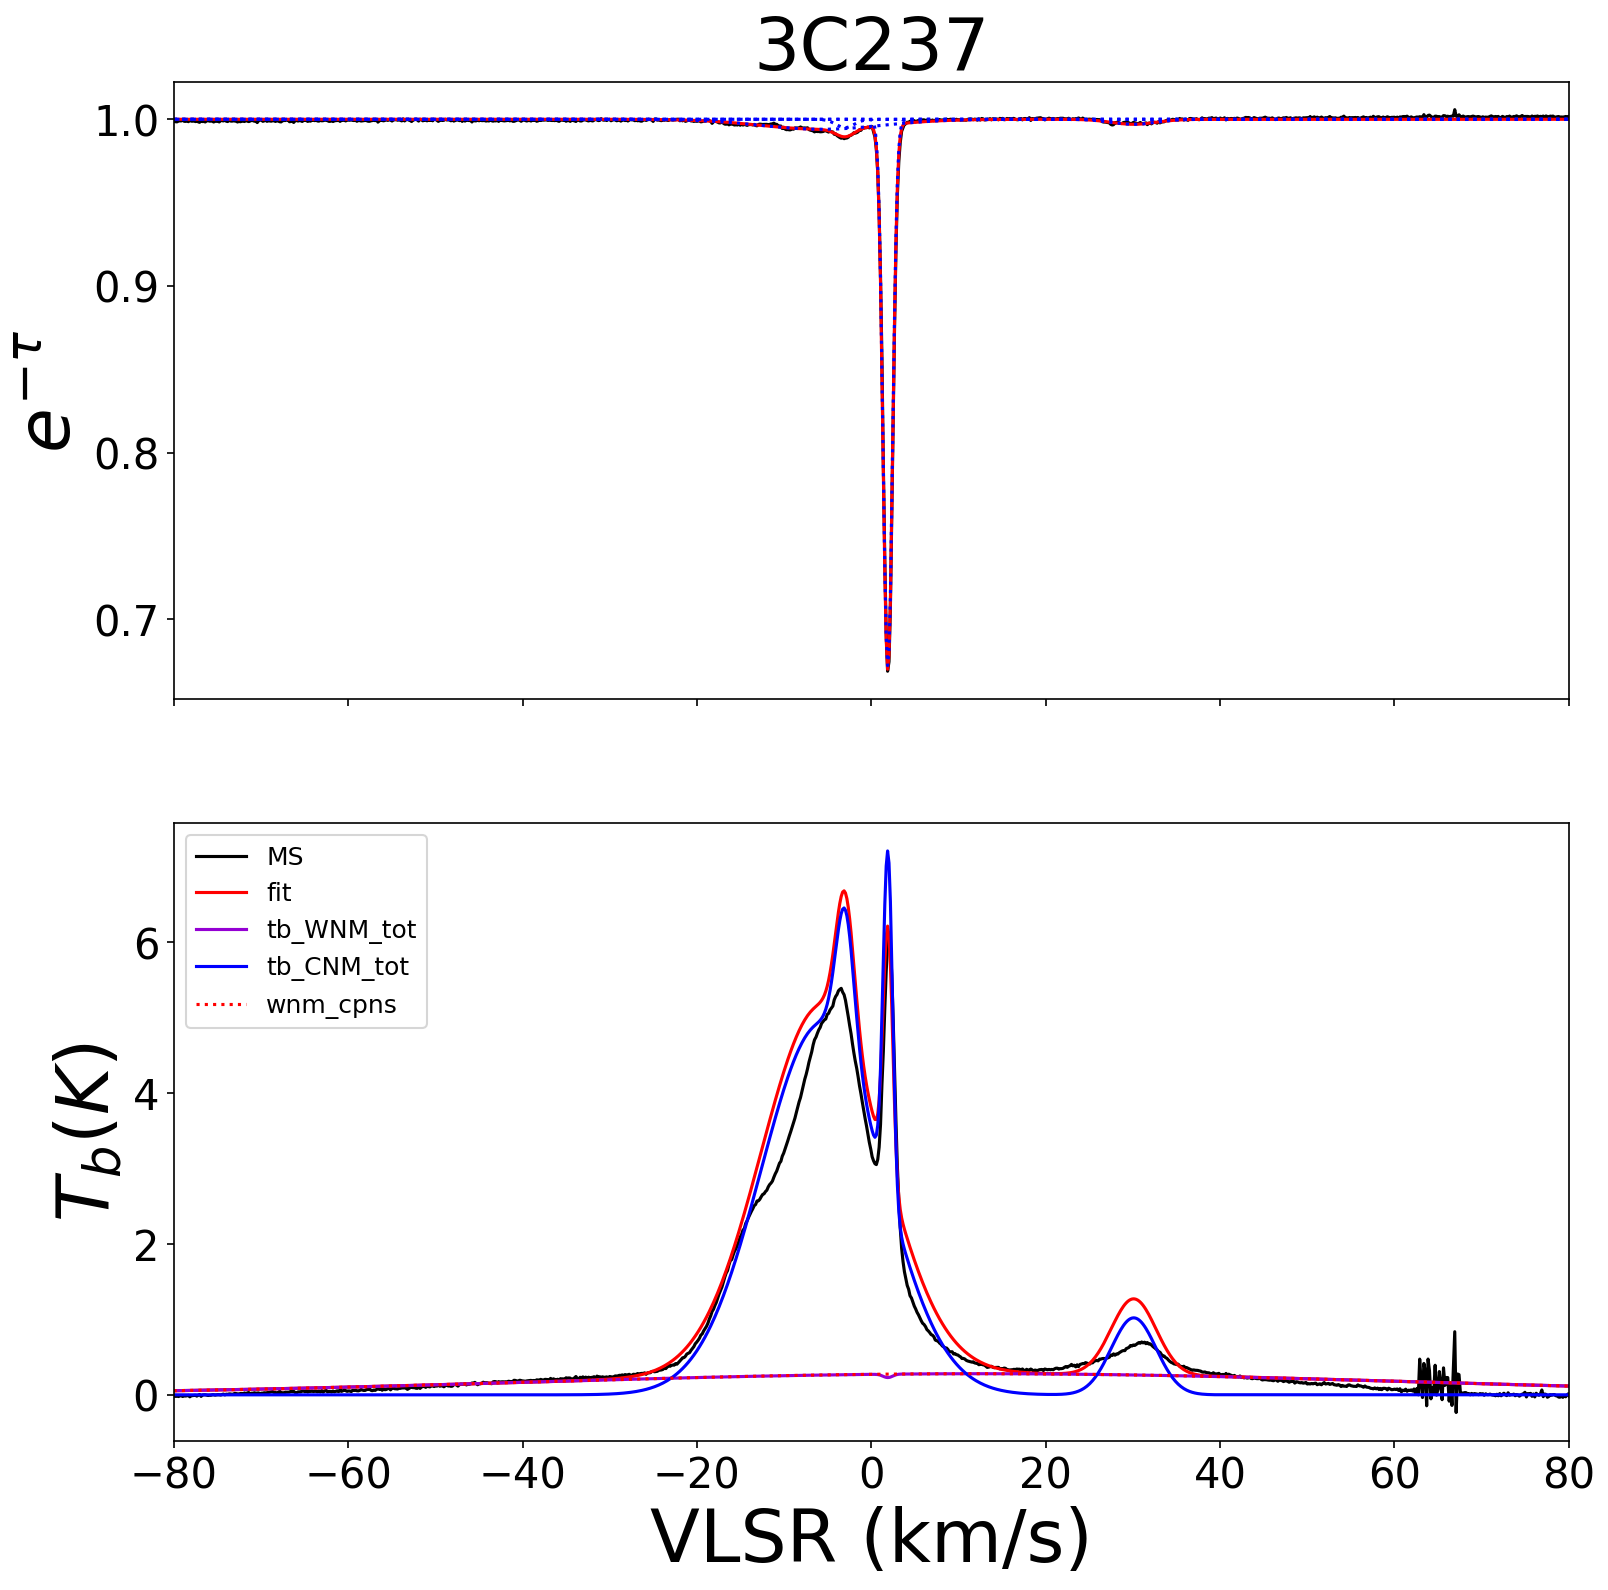 3C237
1.0
0.9
0.8
0.7
e^{-τ}
MS
fit
tb_WNM_tot
tb_CNM_tot
wnm_cpns
6
4
2
0
T_b(K)
−80 −60 −40 −20 0 20 40 60 80
VLSR (km/s)